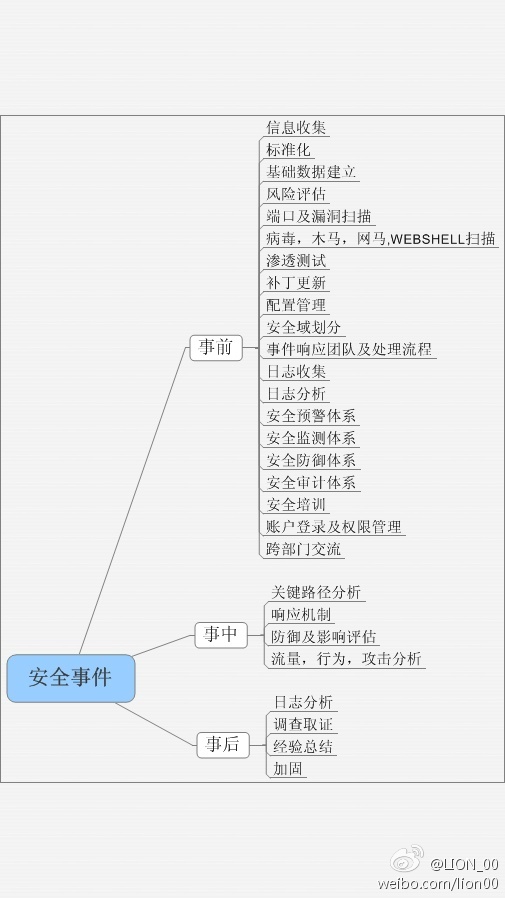 信息收集
标准化
基础数据建立
风险评估
端口及漏洞扫描
病毒，木马，网马,WEBSHELL扫描
渗透测试
补丁更新
配置管理
安全域划分
事前
事件响应团队及处理流程
日志收集
日志分析
安全预警体系
安全监测体系
安全防御体系
安全审计体系
安全培训
账户登录及权限管理
跨部门交流
关键路径分析
响应机制
事中
防御及影响评估
流量，行为，攻击分析
安全事件
日志分析
调查取证
事后
经验总结
加固
@LION_00
weibo.com/lion00